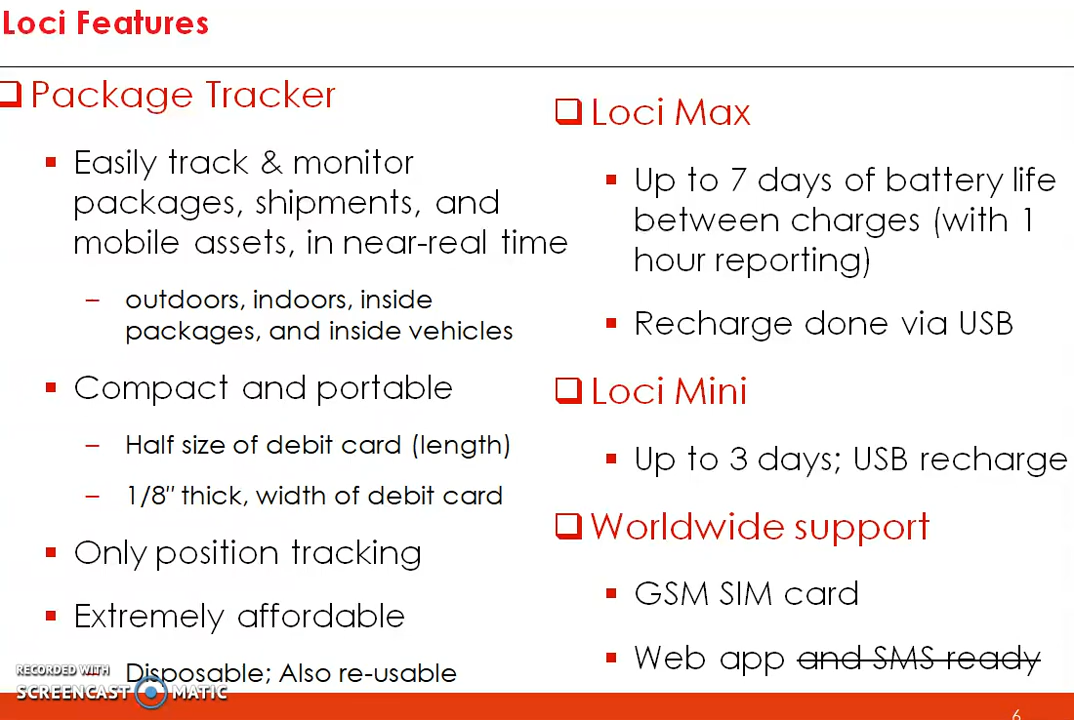 Loci Features
Package Tracker
Easily track & monitor
packages, shipments, and
mobile assets, in near-real time
– outdoors, indoors, inside
packages, and inside vehicles
Compact and portable
– Half size of debit card (length)
– 1/8" thick, width of debit card
Only position tracking
Extremely affordable
– Disposable; Also re-usable
Loci Max
Up to 7 days of battery life
between charges (with 1
hour reporting)
Recharge done via USB
Loci Mini
Up to 3 days; USB recharge
Worldwide support
GSM SIM card
Web app and SMS ready
RECORDED WITH
SCREENCAST MATIC
6